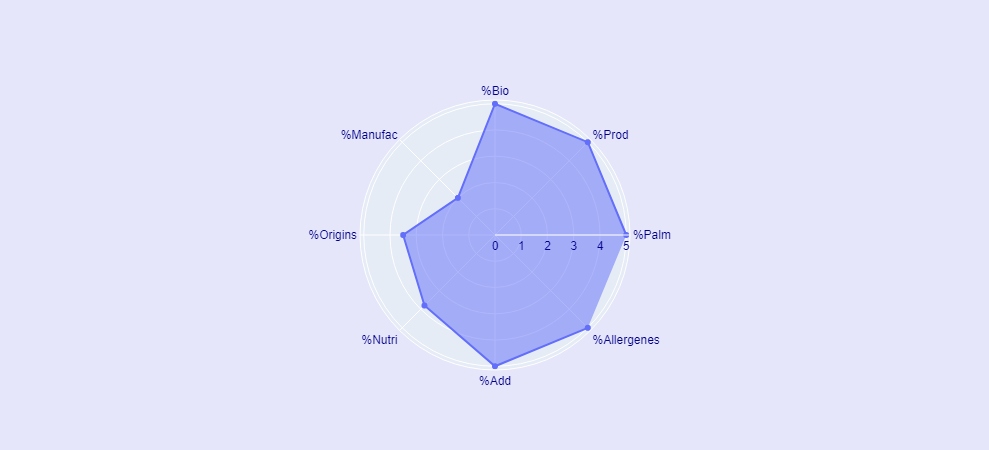 %Bio
%Manufac
%Prod
%Origins
%Palm
0 1 2 3 4 5
%Nutri
%Allergenes
%Add